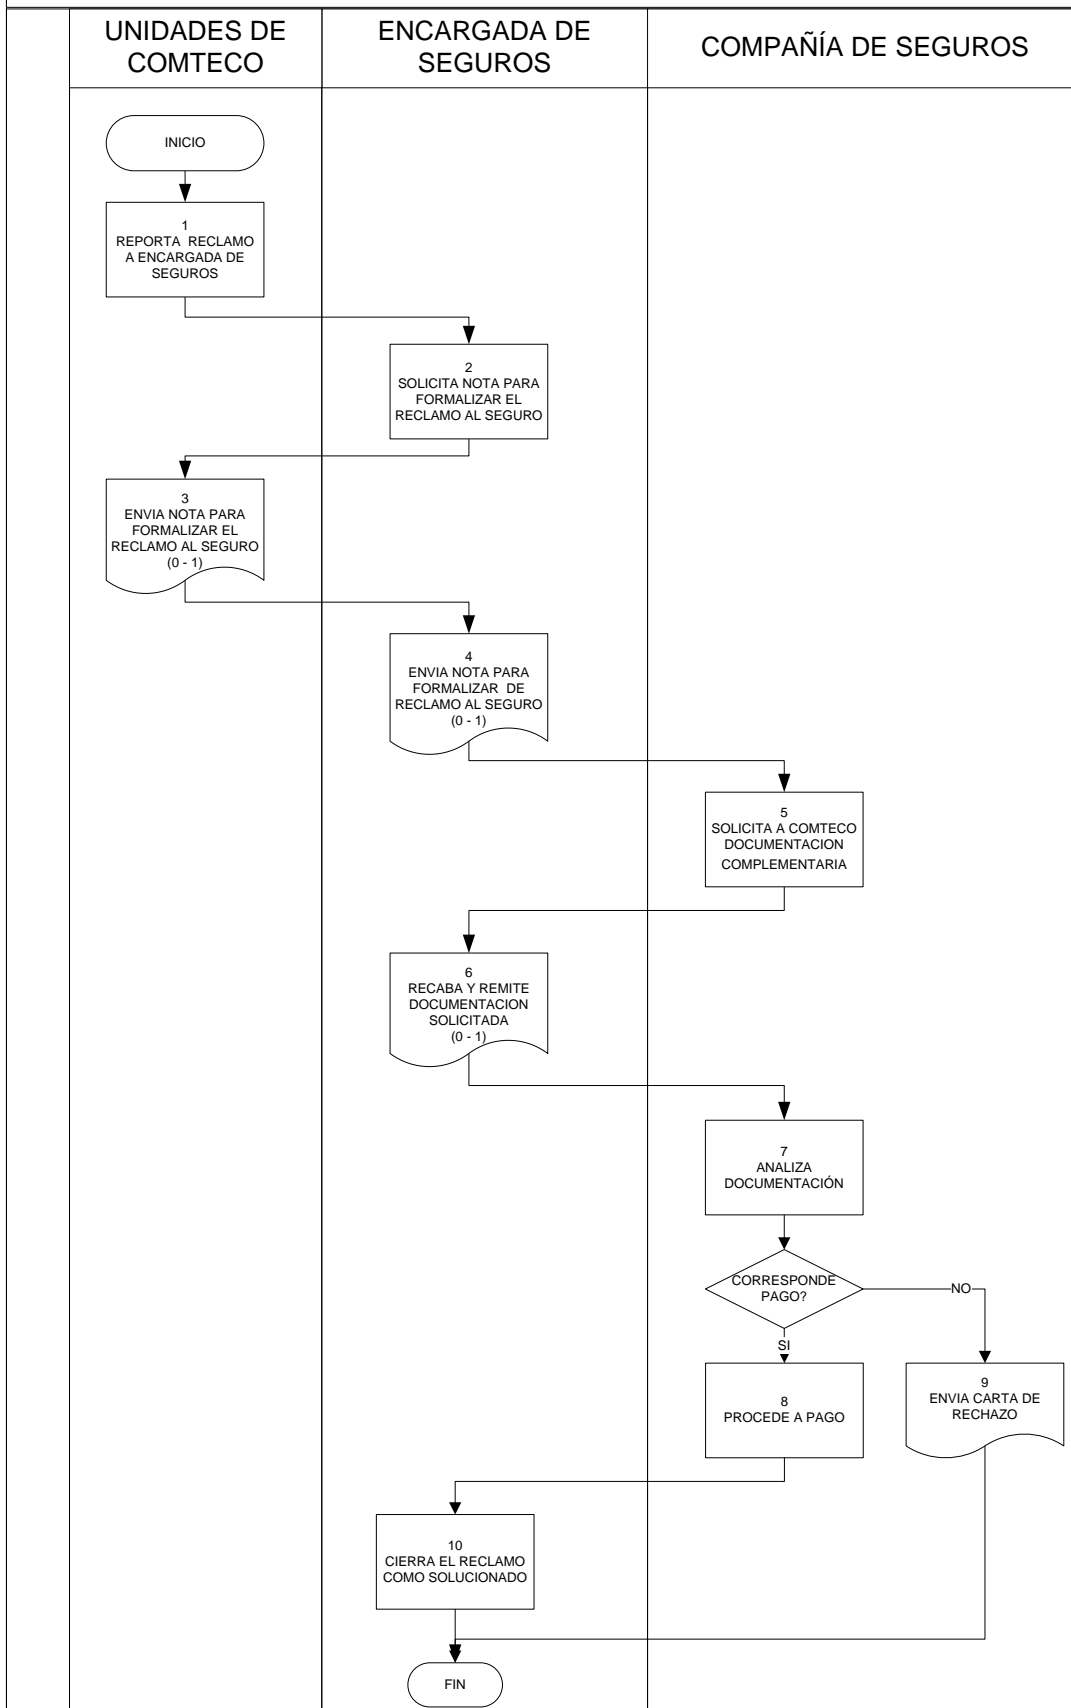 UNIDADES DE
COMTECO
ENCARGADA DE
SEGUROS
COMPAÑÍA DE SEGUROS
INICIO
1
REPORTA RECLAMO
A ENCARGADA DE
SEGUROS
2
SOLICITA NOTA PARA
FORMALIZAR EL
RECLAMO AL SEGURO
3
ENVIA NOTA PARA
FORMALIZAR EL
RECLAMO AL SEGURO
(0 - 1)
4
ENVIA NOTA PARA
FORMALIZAR DE
RECLAMO AL SEGURO
(0 - 1)
5
SOLICITA A COMTECO
DOCUMENTACION
COMPLEMENTARIA
6
RECABA Y REMITE
DOCUMENTACION
SOLICITADA
(0 - 1)
7
ANALIZA
DOCUMENTACIÓN
CORRESPONDE
PAGO?
NO
SI
8
PROCEDE A PAGO
9
ENVIA CARTA DE
RECHAZO
10
CIERRA EL RECLAMO
COMO SOLUCIONADO
FIN